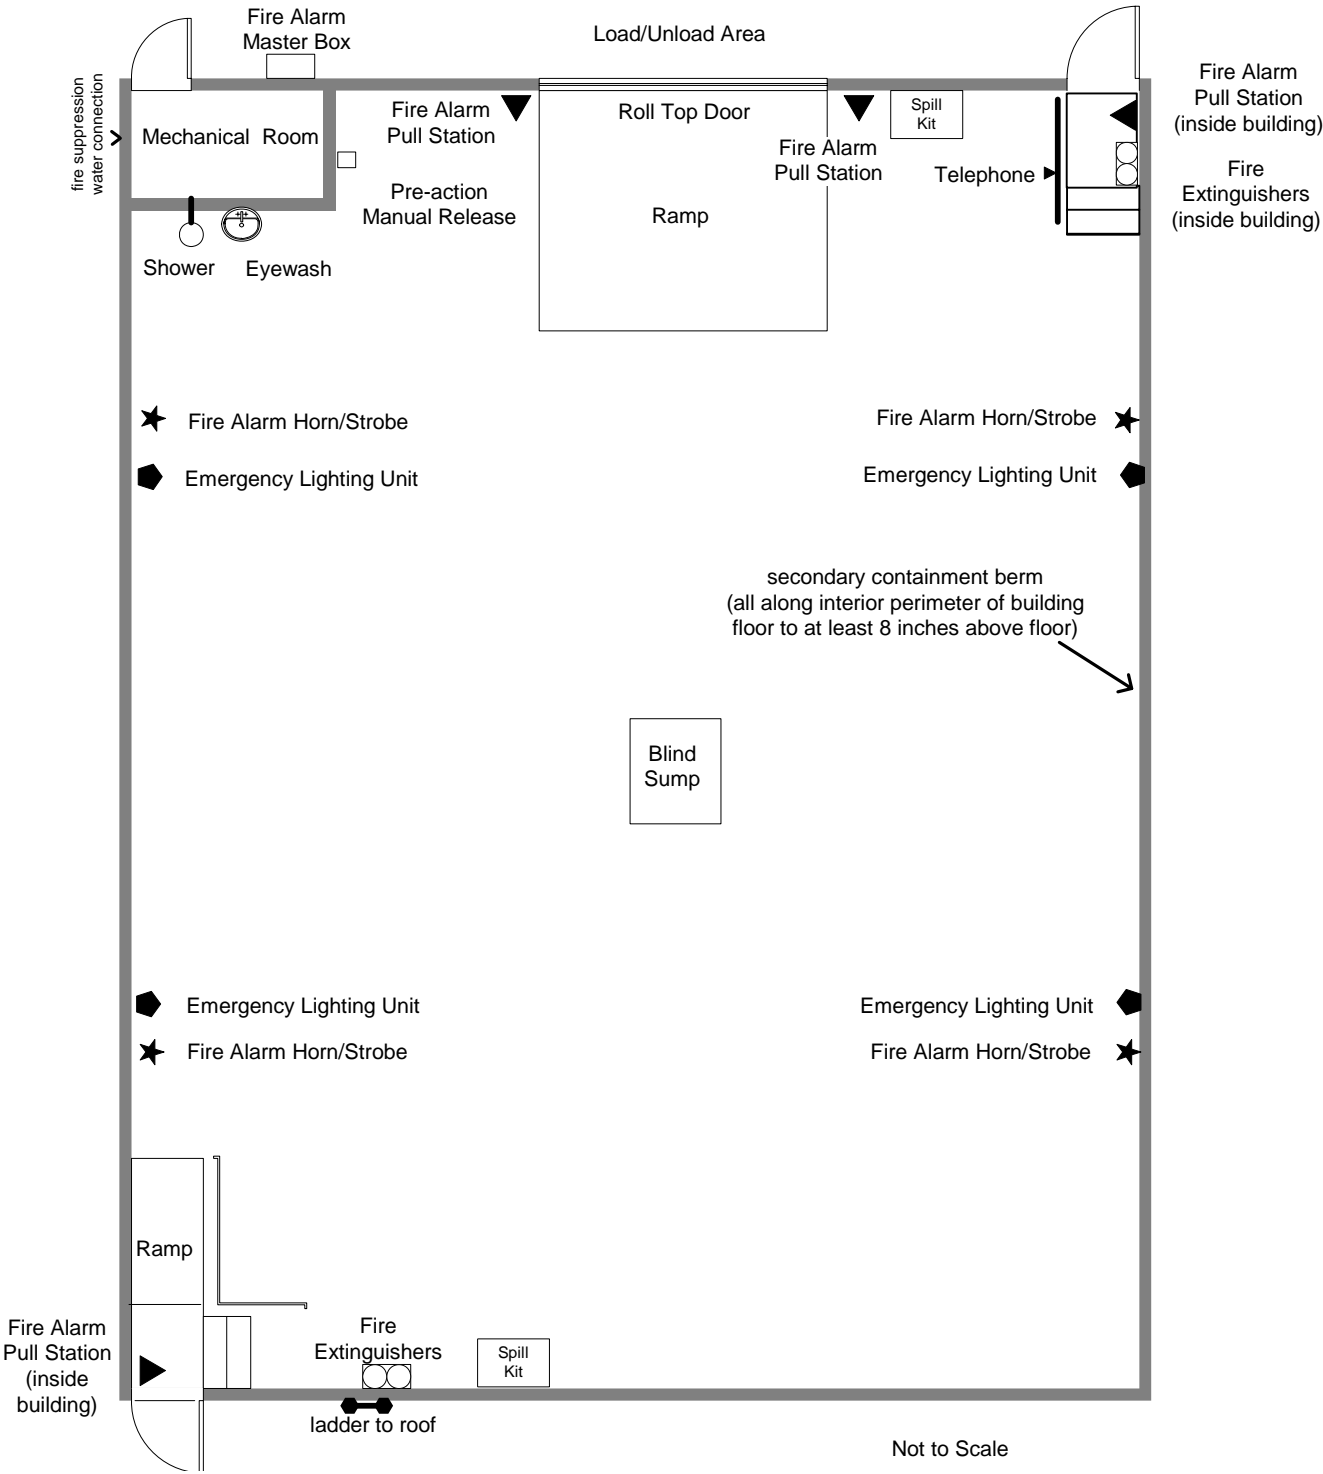 Fire Alarm
Master Box
Load/Unload Area
Fire Alarm
Pull Station
(inside building)
fire suppression
water connection
Mechanical Room
Fire Alarm
Pull Station
Roll Top Door
Spill
Kit
Fire Alarm
Pull Station
Telephone
Fire
Extinguishers
(inside building)
Pre-action
Manual Release
Ramp
Shower
Eyewash
Fire Alarm Horn/Strobe
Fire Alarm Horn/Strobe
Emergency Lighting Unit
Emergency Lighting Unit
secondary containment berm
(all along interior perimeter of building
floor to at least 8 inches above floor)
Blind
Sump
Emergency Lighting Unit
Emergency Lighting Unit
Fire Alarm Horn/Strobe
Fire Alarm Horn/Strobe
Ramp
Fire Alarm
Pull Station
(inside
building)
Fire
Extinguishers
Spill
Kit
ladder to roof
Not to Scale